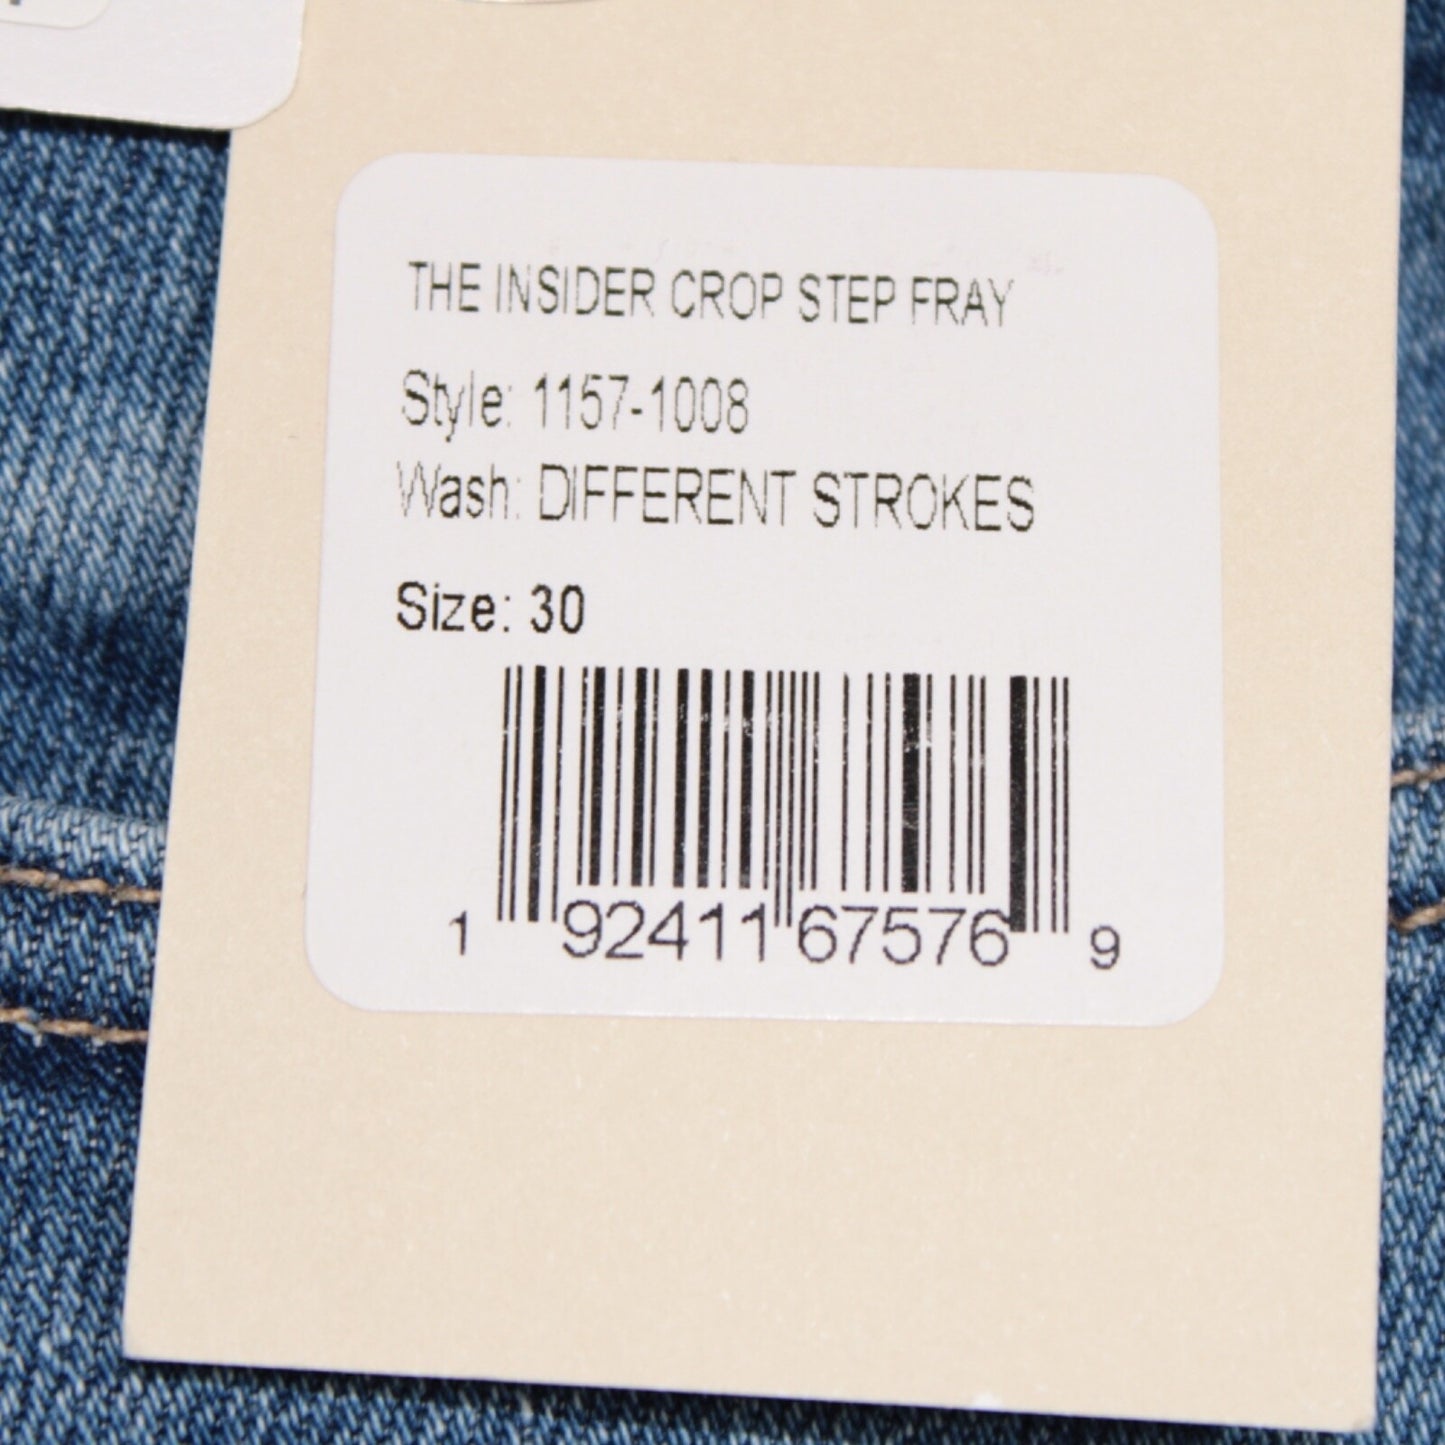 THE INSIDER CROP STEP FRAY
Style: 1157-1008
Wash: DIFFERENT STROKES
Size: 30
1 92411 67576 9